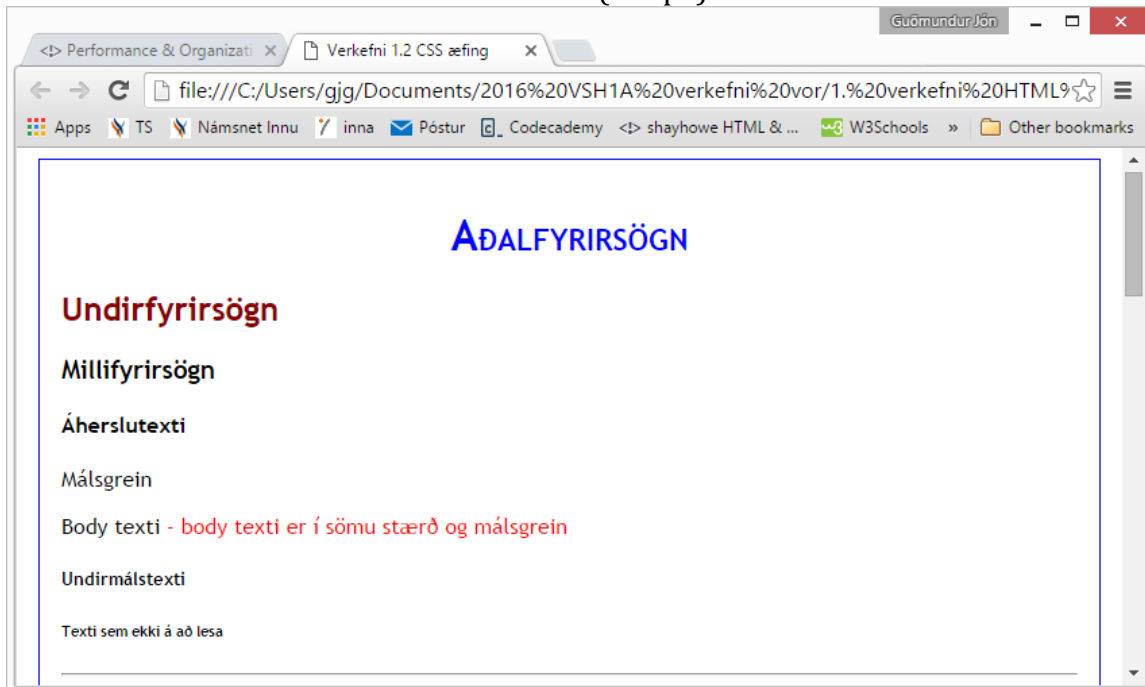 Guðmundur Jón
<!> Performance & Organizati
Verkefni 1.2 CSS æfing
file:///C:/Users/gjg/Documents/2016%20VSH1A%20verkefni%20vor/1.%20verkefni%20HTML%
Apps TS Námsnet Innu inna Póstur Codecademy <!> shayhowe HTML & ... W3Schools » Other bookmarks
Aðalfyrirsögn
Undirfyrirsögn
Millifyrirsögn
Áherslutexti
Málsgrein
Body texti - body texti er í sömu stærð og málsgrein
Undirmálstexti
Texti sem ekki á að lesa